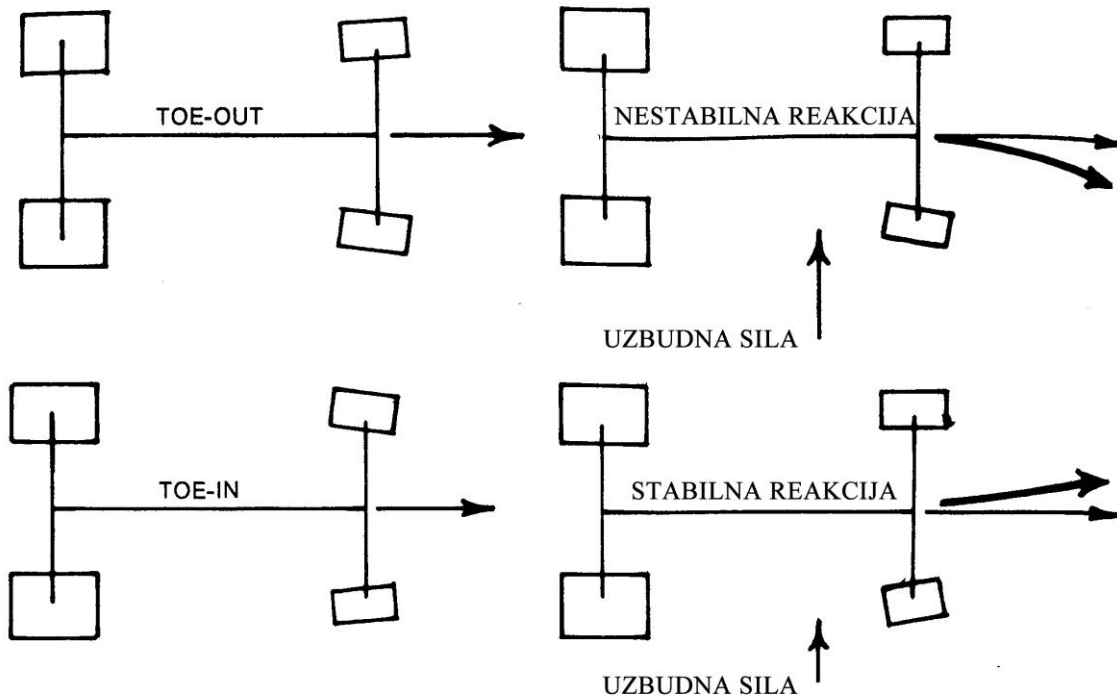 TOE-OUT
NESTABILNA REAKCIJA
UZBUDNA SILA
TOE-IN
STABILNA REAKCIJA
UZBUDNA SILA